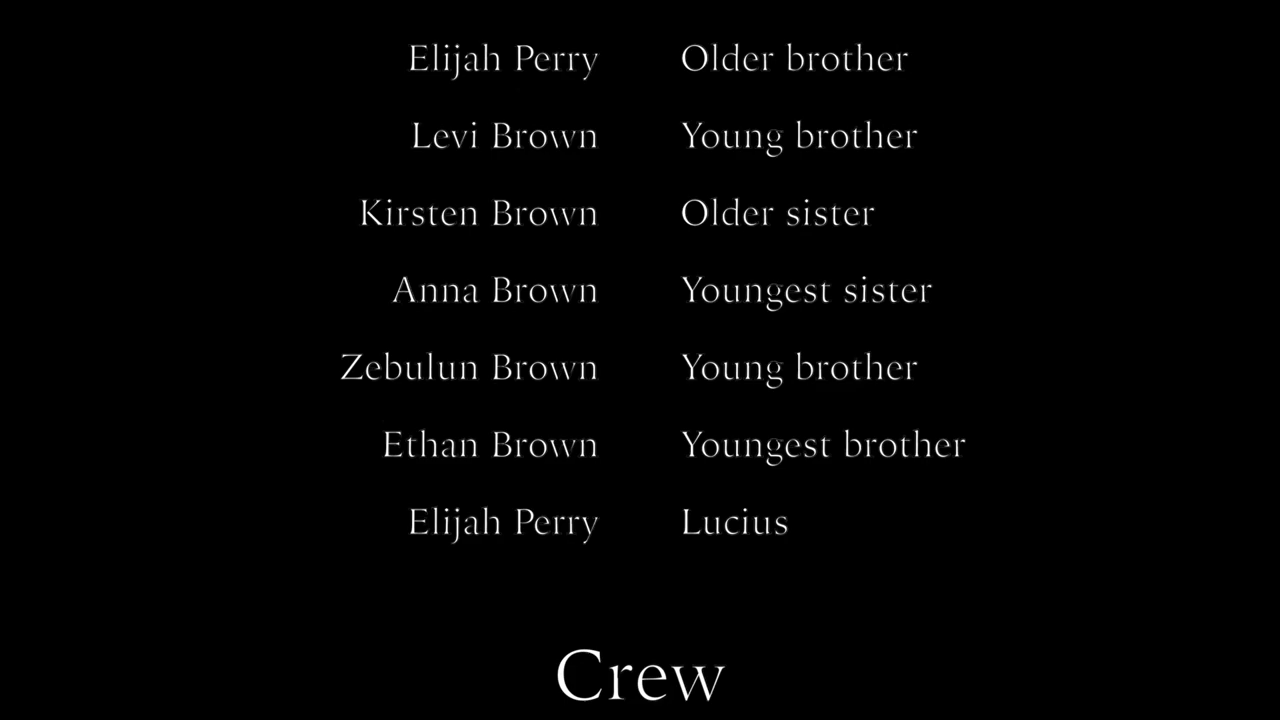 Elijah Perry Older brother
Levi Brown Young brother
Kirsten Brown Older sister
Anna Brown Youngest sister
Zebulun Brown Young brother
Ethan Brown Youngest brother
Elijah Perry Lucius
Crew